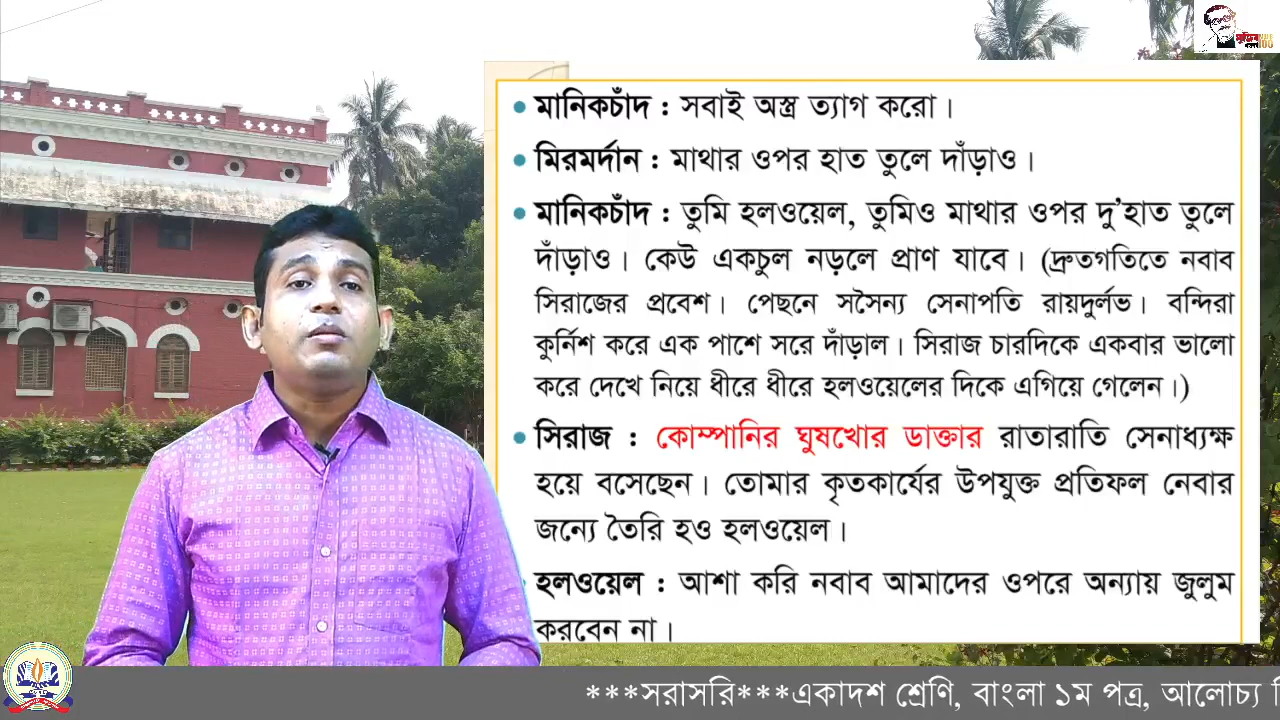 • মানিকচাঁদ : সবাই অস্ত্র ত্যাগ করো।
• মিরমর্দান : মাথার ওপর হাত তুলে দাঁড়াও।
• মানিকচাঁদ : তুমি হলওয়েল, তুমিও মাথার ওপর দু’হাত তুলে
দাঁড়াও। কেউ একচুল নড়লে প্রাণ যাবে। (দ্রুতগতিতে নবাব
সিরাজের প্রবেশ। পেছনে সসৈন্য সেনাপতি রায়দুর্লভ। বন্দিরা
কুর্নিশ করে এক পাশে সরে দাঁড়াল। সিরাজ চারদিকে একবার ভালো
করে দেখে নিয়ে ধীরে ধীরে হলওয়েলের দিকে এগিয়ে গেলেন।)
• সিরাজ : কোম্পানির ঘুষখোর ডাক্তার রাতারাতি সেনাধ্যক্ষ
হয়ে বসেছেন। তোমার কৃতকার্যের উপযুক্ত প্রতিফল নেবার
জন্যে তৈরি হও হলওয়েল।
হলওয়েল : আশা করি নবাব আমাদের ওপরে অন্যায় জুলুম
করবেন না।
***সরাসরি***একাদশ শ্রেণি, বাংলা ১ম পত্র, আলোচ্য